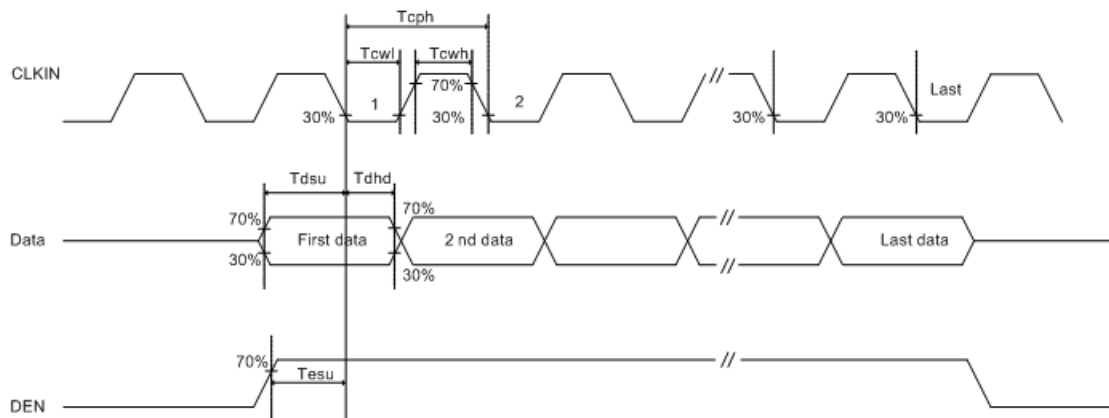 Tcph
Tcwl Tcwh
CLKIN
70%
30% 1 30% 2 // 30% 30% Last
Tdsu Tdhd
70% 70% //
Data First data 2 nd data Last data
30% 30% //
70% //
Tesu
DEN